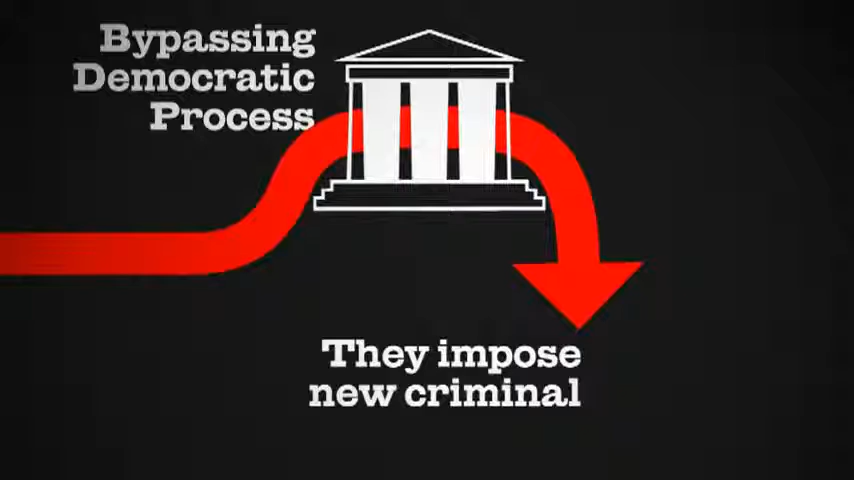 Bypassing
Democratic
Process
They impose
new criminal